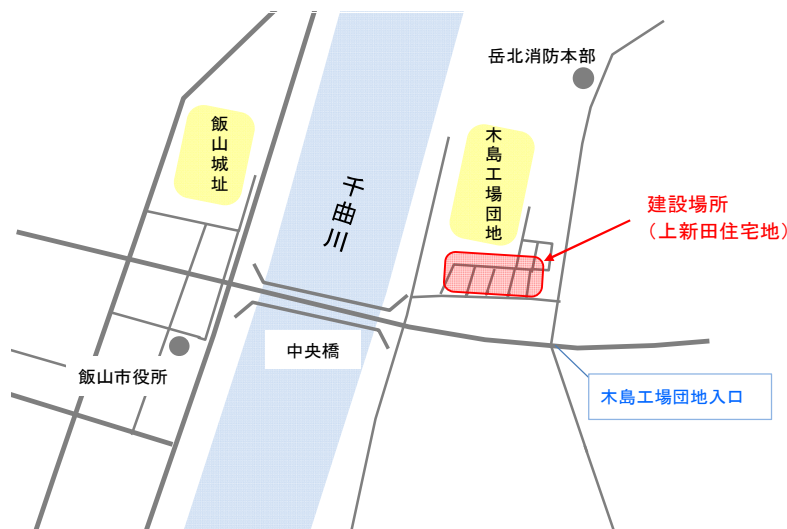 岳北消防本部
飯山城址
木島工場団地
千曲川
建設場所
(上新田住宅地)
中央橋
飯山市役所
木島工場団地入口